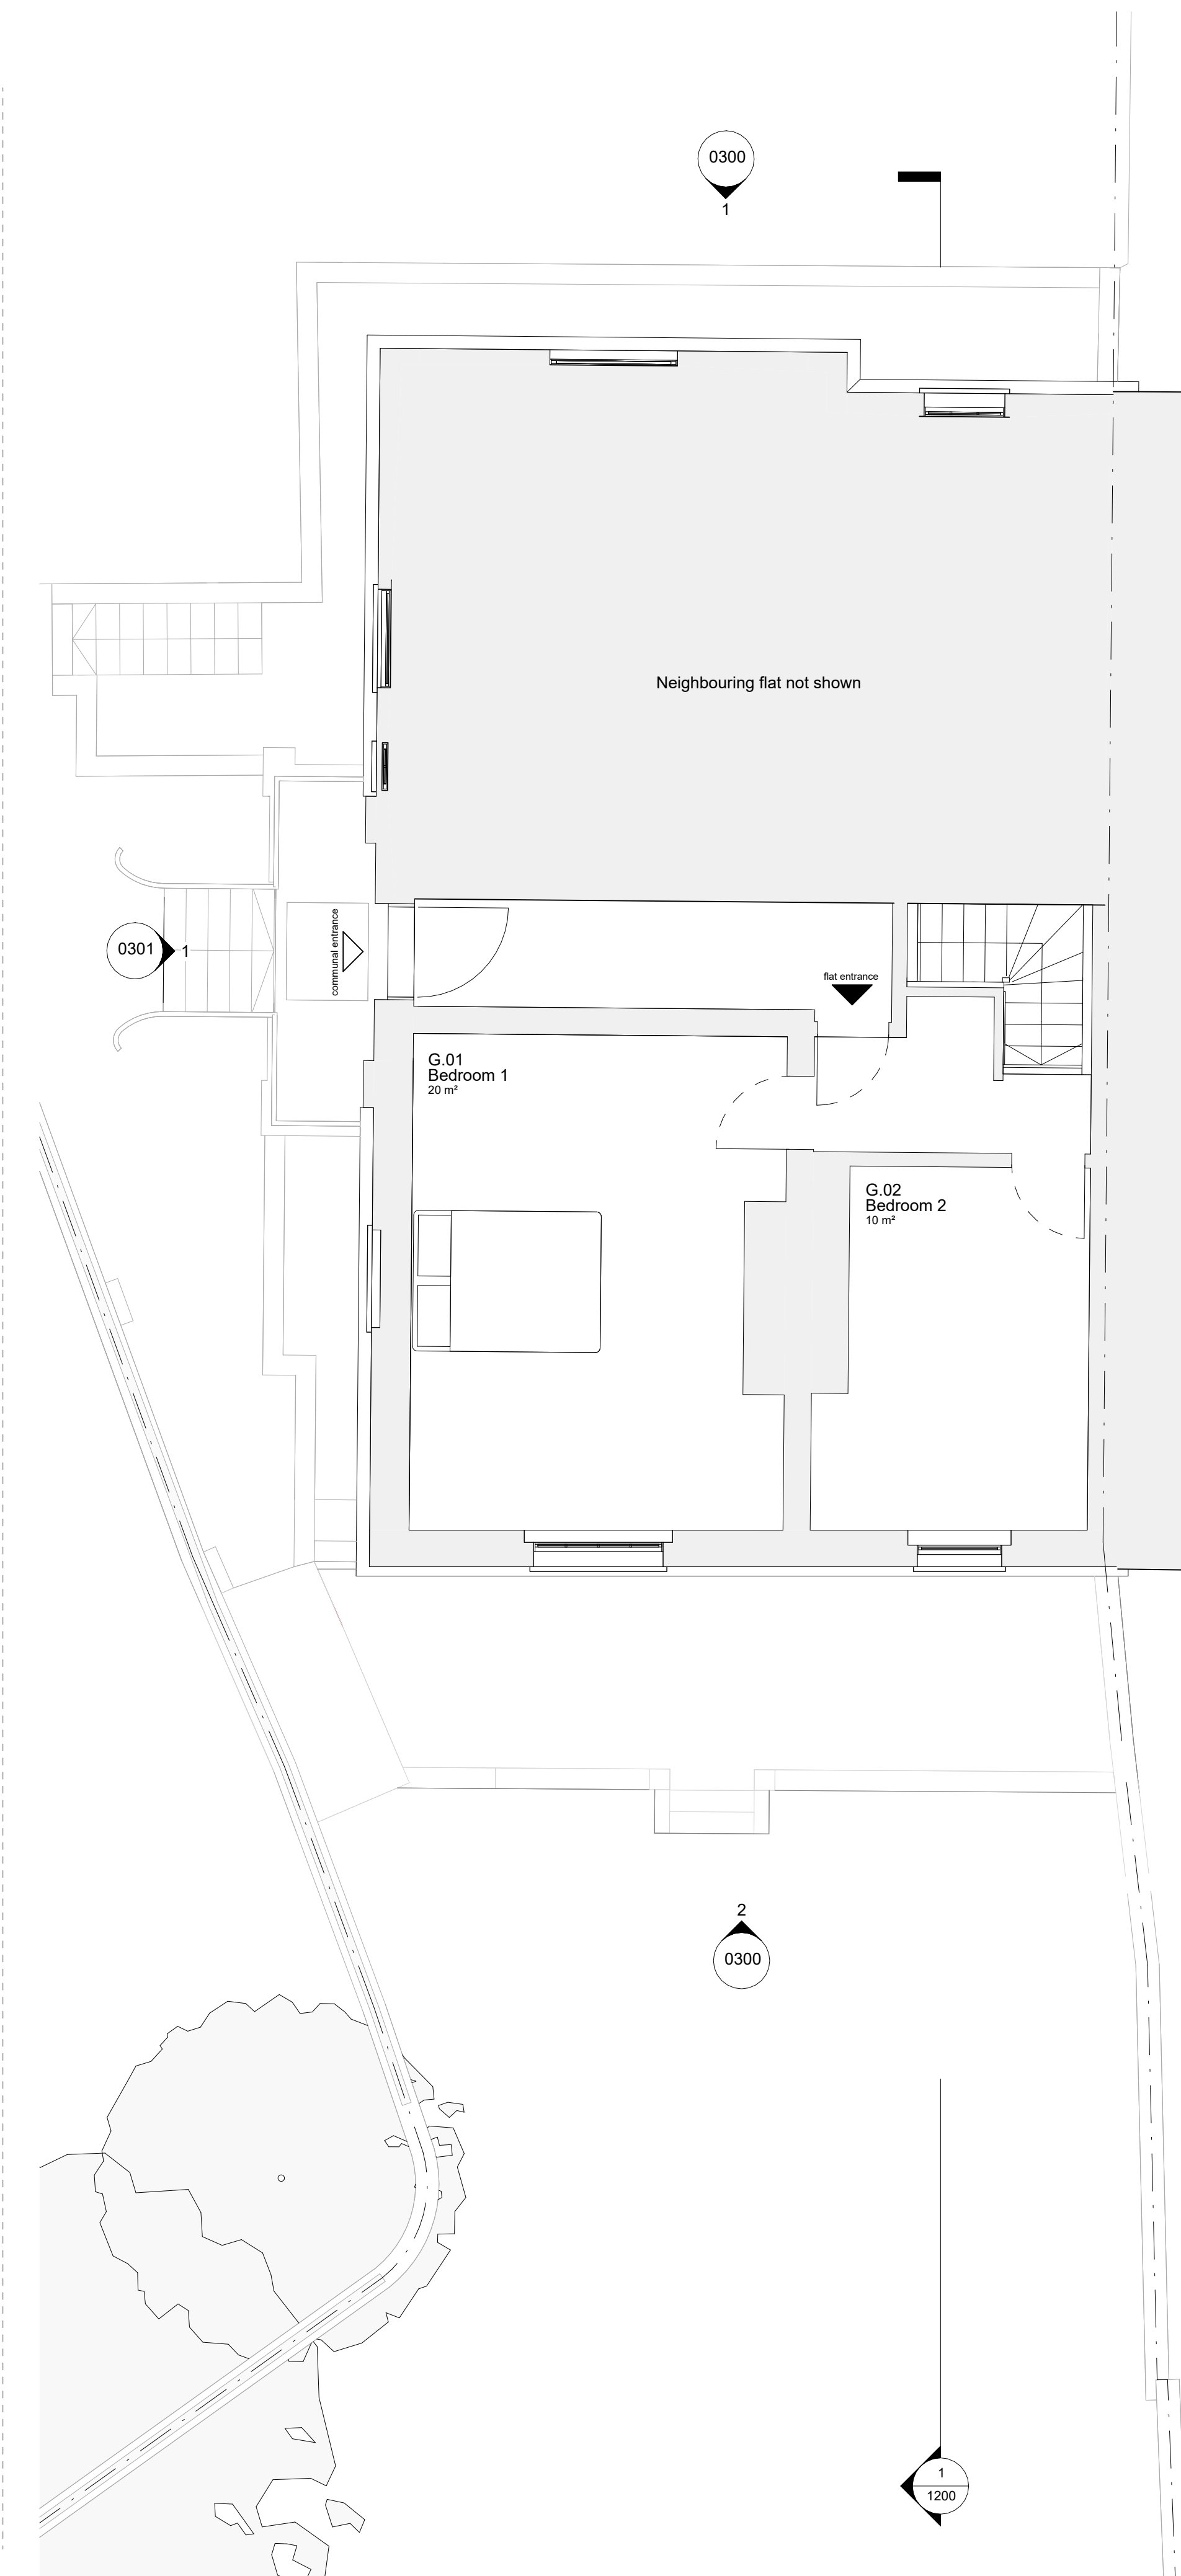 0300
1
Neighbouring flat not shown
communal entrance
0301
1
flat entrance
G.01
Bedroom 1
20 m²
G.02
Bedroom 2
10 m²
2
0300
1
1200